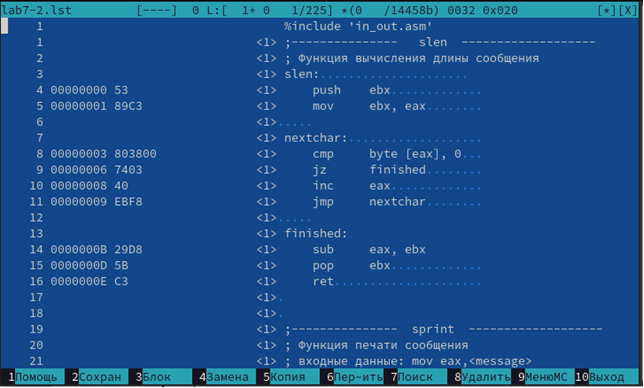 lab7-2.lst [----] 0 L:[ 1+ 0 1/225] *(0 /14458b) 0032 0x020 [*][X]
1 %include 'in_out.asm'
1 <1> ;--------------- slen -------------------
2 <1> ; Функция вычисления длины сообщения
3 <1> slen:.....................
4 00000000 53 <1> push ebx.............
5 00000001 89C3 <1> mov ebx, eax........
6 <1>.....
7 <1> nextchar:...................
8 00000003 803800 <1> cmp byte [eax], 0...
9 00000006 7403 <1> jz finished........
10 00000008 40 <1> inc eax.............
11 00000009 EBF8 <1> jmp nextchar........
12 <1>.....
13 <1> finished:
14 0000000B 29D8 <1> sub eax, ebx
15 0000000D 5B <1> pop ebx.............
16 0000000E C3 <1> ret.....................
17 <1>.
18 <1>.
19 <1> ;--------------- sprint -------------------
20 <1> ; Функция печати сообщения
21 <1> ; входные данные: mov eax,<message>
1Помощь 2Сохран 3Блок 4Замена 5Копия 6Пер~ить 7Поиск 8Удалить 9МенюМС 10Выход